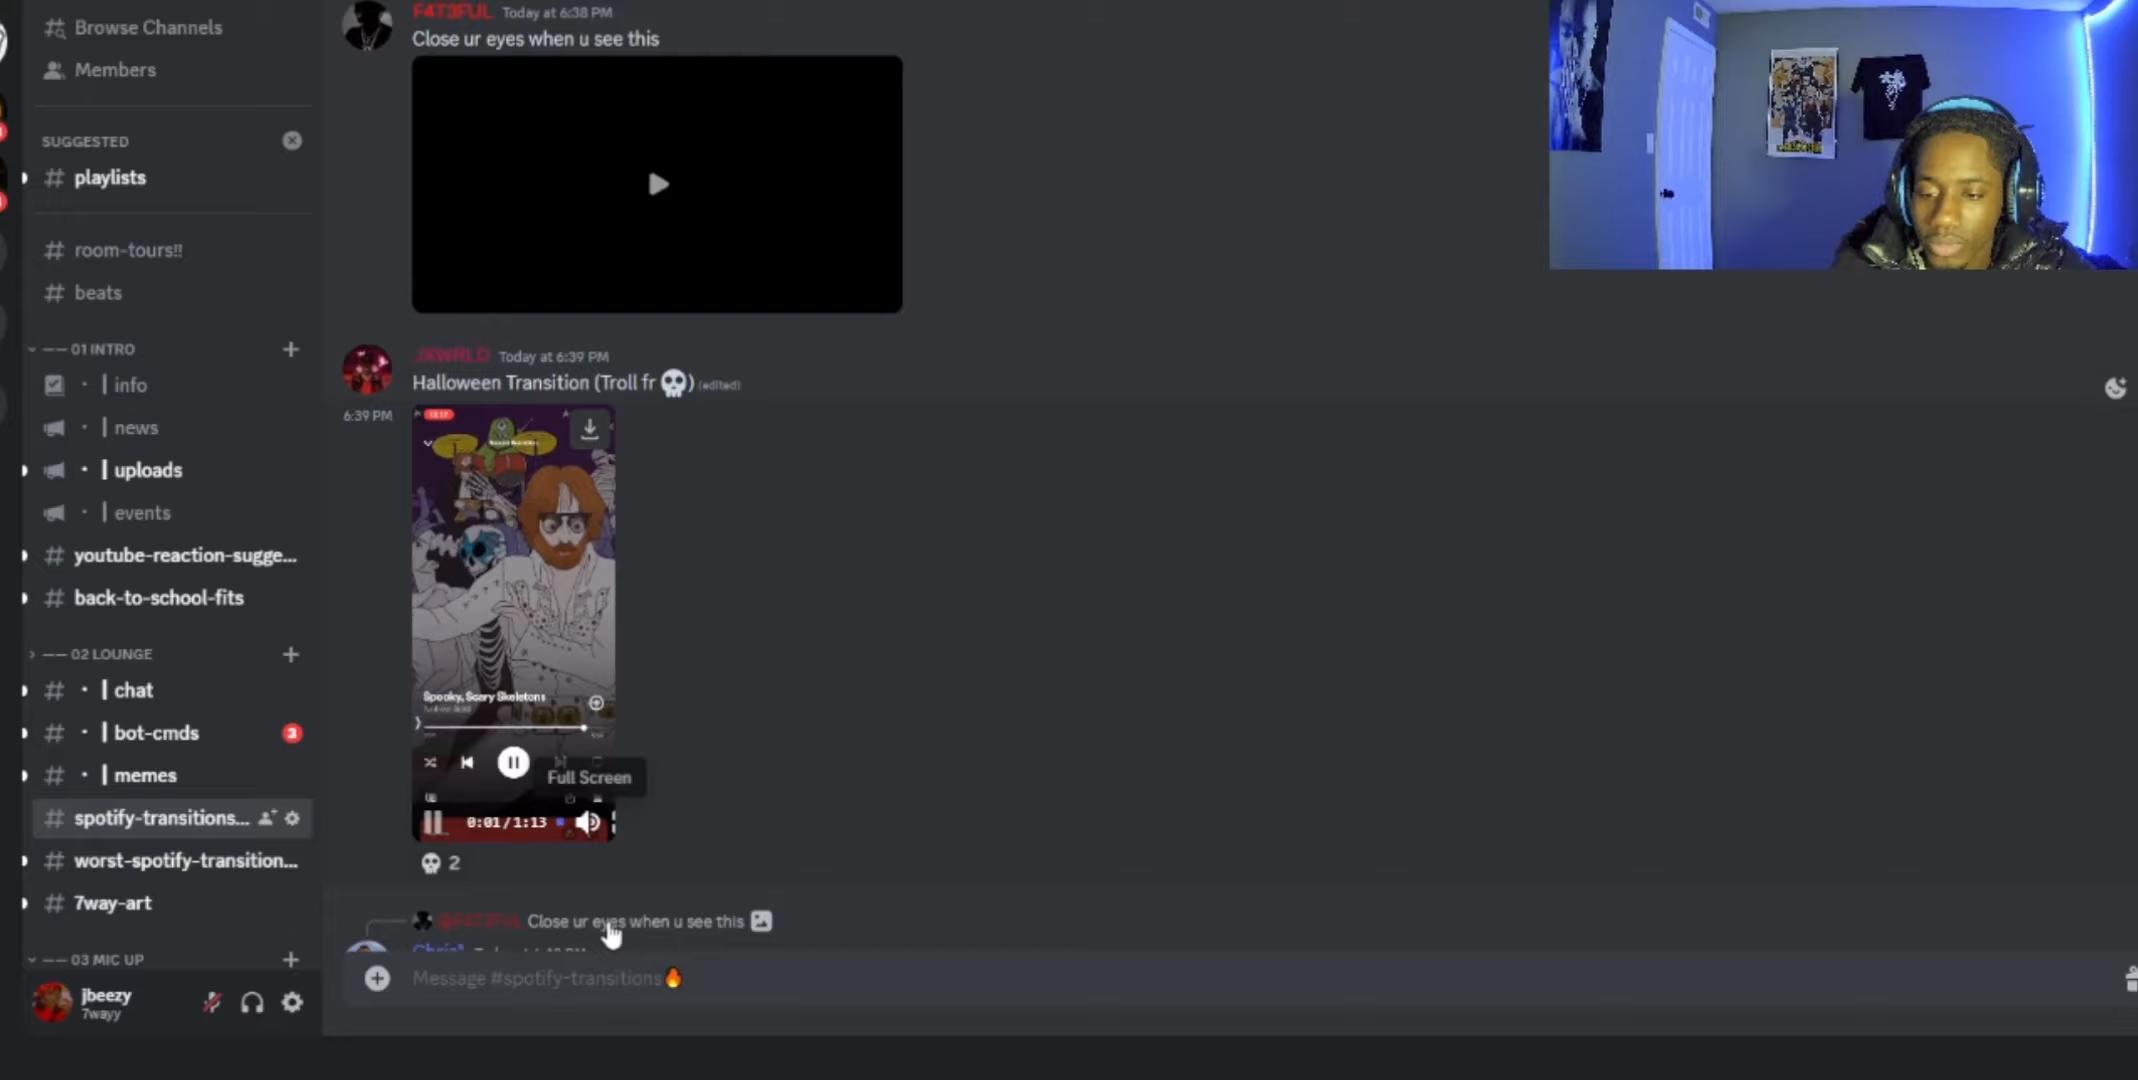 Browse Channels
Members
SUGGESTED
playlists
room-tours!!
beats
01 INTRO
info
news
uploads
events
youtube-reaction-sugge...
back-to-school-fits
02 LOUNGE
chat
bot-cmds 3
memes
spotify-transitions...
worst-spotify-transition...
7way-art
03 MIC UP
jbeezy
7wayy
F4T3FUL Today at 6:38 PM
Close ur eyes when u see this
JXWRLD Today at 6:39 PM
Halloween Transition (Troll fr 💀) (edited)
6:39 PM
Spooky, Scary Skeletons
Full Screen
0:01/1:13
💀 2
@F4T3FUL Close ur eyes when u see this
Message #spotify-transitions🔥